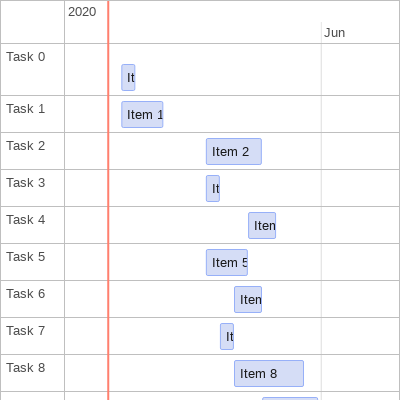 2020
Jun
Task 0
It
Task 1
Item 1
Task 2
Item 2
Task 3
It
Task 4
Iten
Task 5
Item 5
Task 6
Iten
Task 7
It
Task 8
Item 8